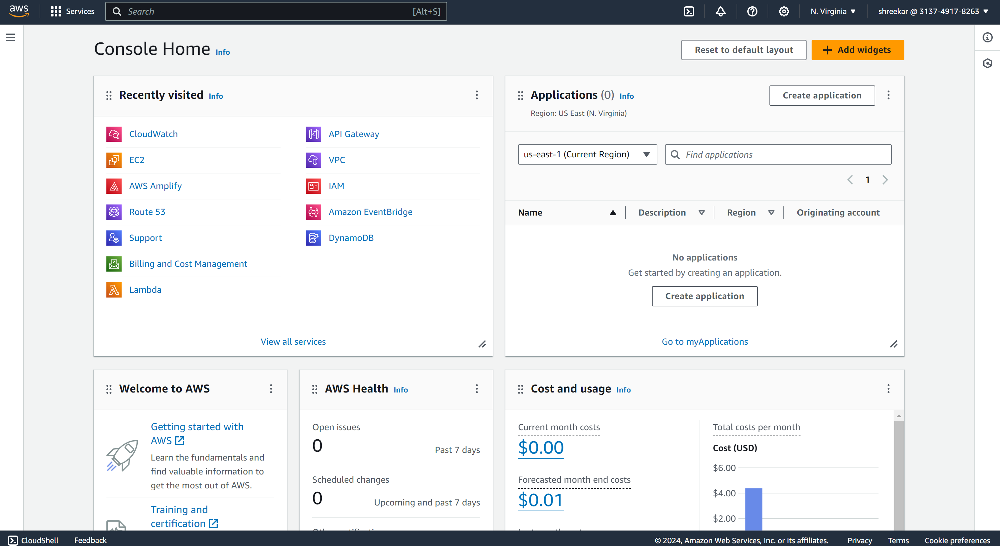 aws
Services
Search
[Alt+S]
N. Virginia
shreekar @ 3137-4917-8263
Console Home Info
Reset to default layout
Add widgets
Recently visited Info
CloudWatch
EC2
AWS Amplify
Route 53
Support
Billing and Cost Management
Lambda
API Gateway
VPC
IAM
Amazon EventBridge
DynamoDB
View all services
Applications (0) Info
Region: US East (N. Virginia)
Create application
us-east-1 (Current Region)
Find applications
1
Name
Description
Region
Originating account
No applications
Get started by creating an application.
Create application
Go to myApplications
Welcome to AWS
Getting started with
AWS
Learn the fundamentals and
find valuable information to
get the most out of AWS.
Training and
certification
AWS Health Info
Open issues
0
Past 7 days
Scheduled changes
0
Upcoming and past 7 days
Cost and usage Info
Current month costs
$0.00
Forecasted month end costs
$0.01
Total costs per month
Cost (USD)
$6.00
$4.00
$2.00
CloudShell
Feedback
© 2024, Amazon Web Services, Inc. or its affiliates.
Privacy
Terms
Cookie preferences